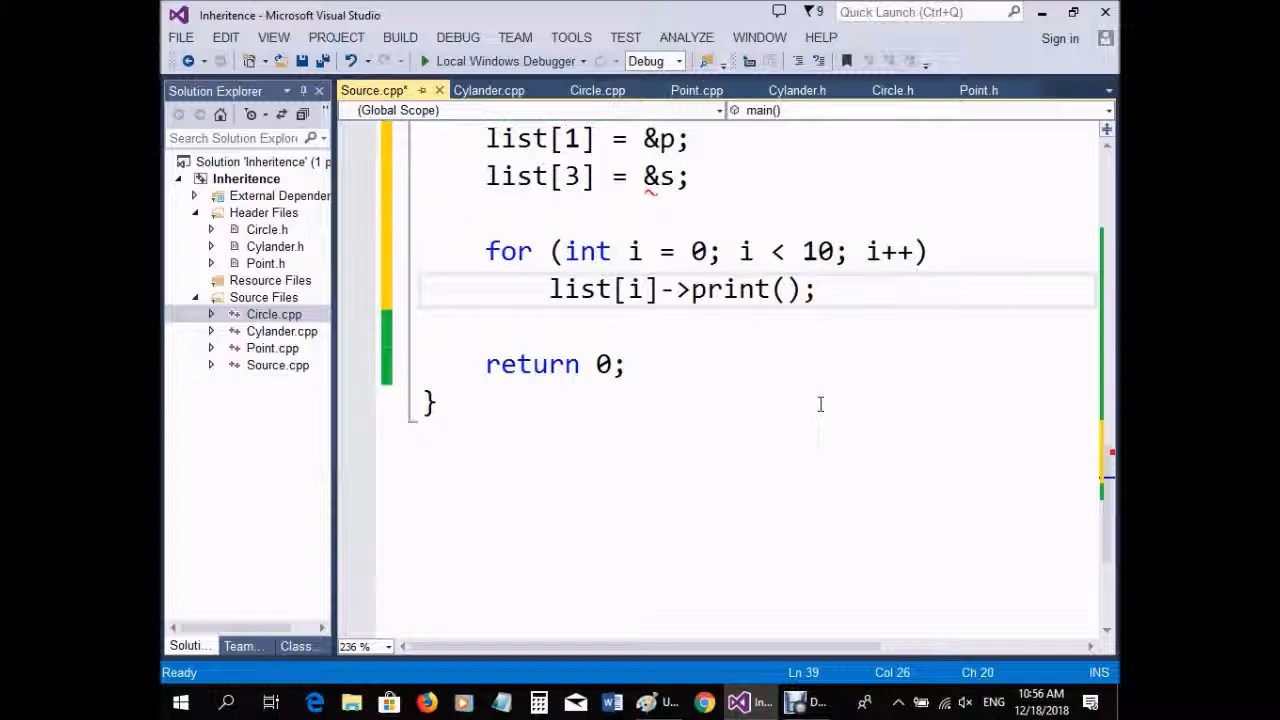 Inheritence - Microsoft Visual Studio
9
Quick Launch (Ctrl+Q)
FILE EDIT VIEW PROJECT BUILD DEBUG TEAM TOOLS TEST ANALYZE WINDOW HELP
Sign in
Local Windows Debugger
Debug
Solution Explorer
Source.cpp*
Cylander.cpp
Circle.cpp
Point.cpp
Cylander.h
Circle.h
Point.h
(Global Scope)
main()
Search Solution Explor
Solution 'Inheritence' (1 p
Inheritence
External Depender
Header Files
Circle.h
Cylander.h
Point.h
Resource Files
Source Files
Circle.cpp
Cylander.cpp
Point.cpp
Source.cpp
list[1] = &p;
list[3] = &s;
for (int i = 0; i < 10; i++)
list[i]->print();
return 0;
}
Soluti... Team... Class...
236 %
Ready
Ln 39
Col 26
Ch 20
INS
U...
In...
D...
ENG
10:56 AM
12/18/2018